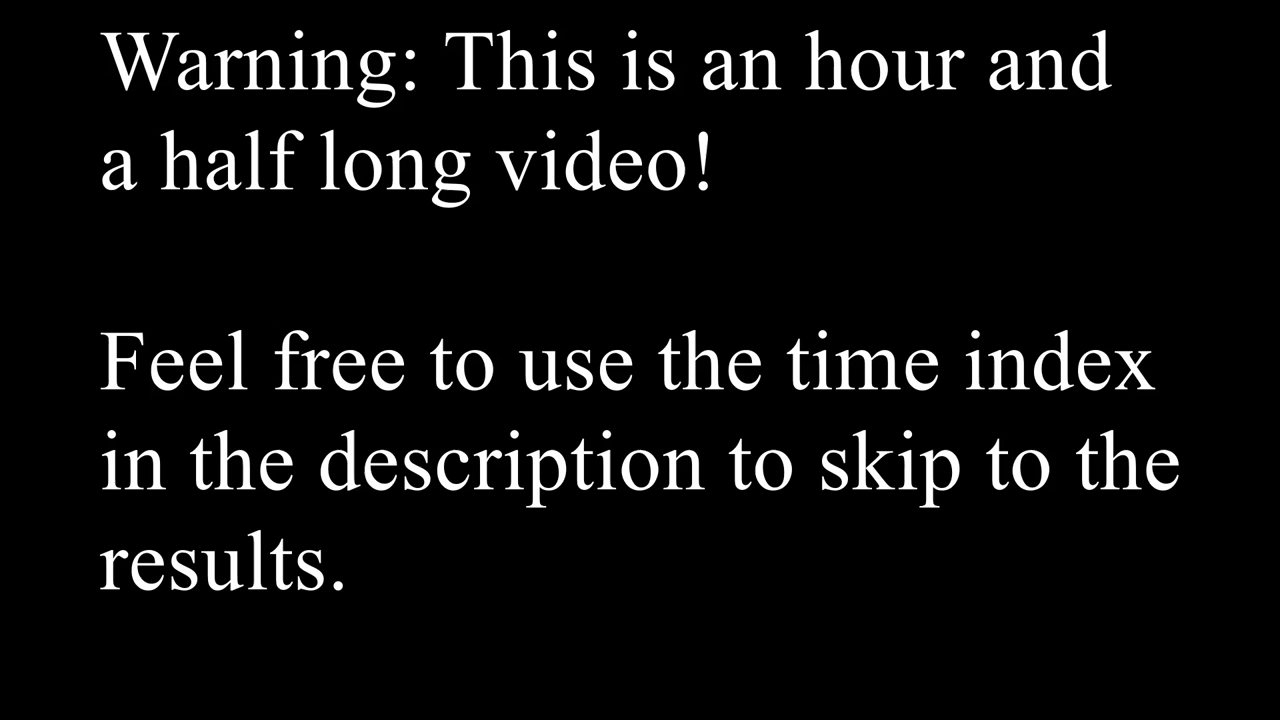 Warning: This is an hour and
a half long video!
Feel free to use the time index
in the description to skip to the
results.